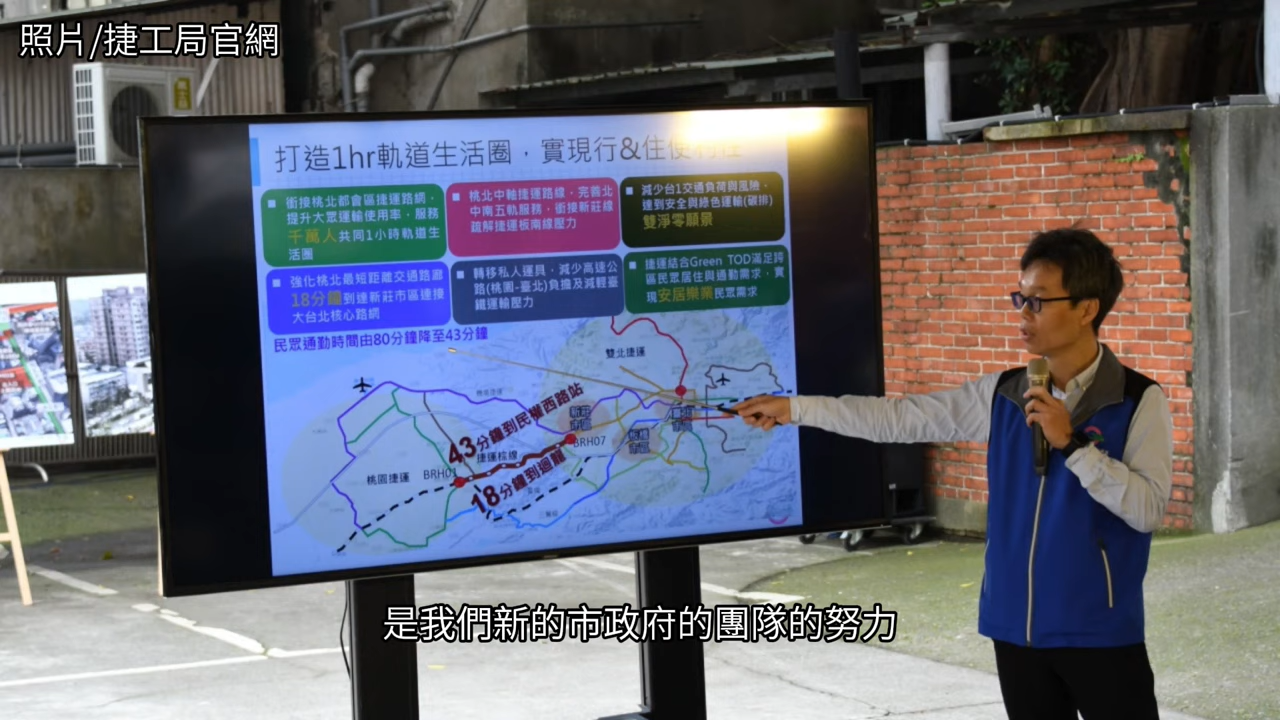 照片/捷工局官網
打造1hr軌道生活圈，實現行&住便利性
■ 銜接桃北都會區捷運路網，
提升大眾運輸使用率，服務
千萬人共同1小時軌道生
活圈
■ 桃北中軸捷運路線，完善北
中南五軌服務，銜接新莊線
疏解捷運板南線壓力
■ 減少台1交通負荷與風險，
達到安全與綠色運輸(碳排)
雙淨零願景
■ 強化桃北最短距離交通路廊
18分鐘到達新莊市區連接
大台北核心路網
■ 轉移私人運具，減少高速公
路(桃園-臺北)負擔及減輕臺
鐵運輸壓力
■ 捷運結合Green TOD滿足跨
區民眾居住與通勤需求，實
現安居樂業民眾需求
民眾通勤時間由80分鐘降至43分鐘
雙北捷運
43分鐘到民權西路站
新莊
市區
BRH07
板橋
市區
捷運棕線
桃園捷運
BRH03
18分鐘到迴龍
是我們新的市政府的團隊的努力